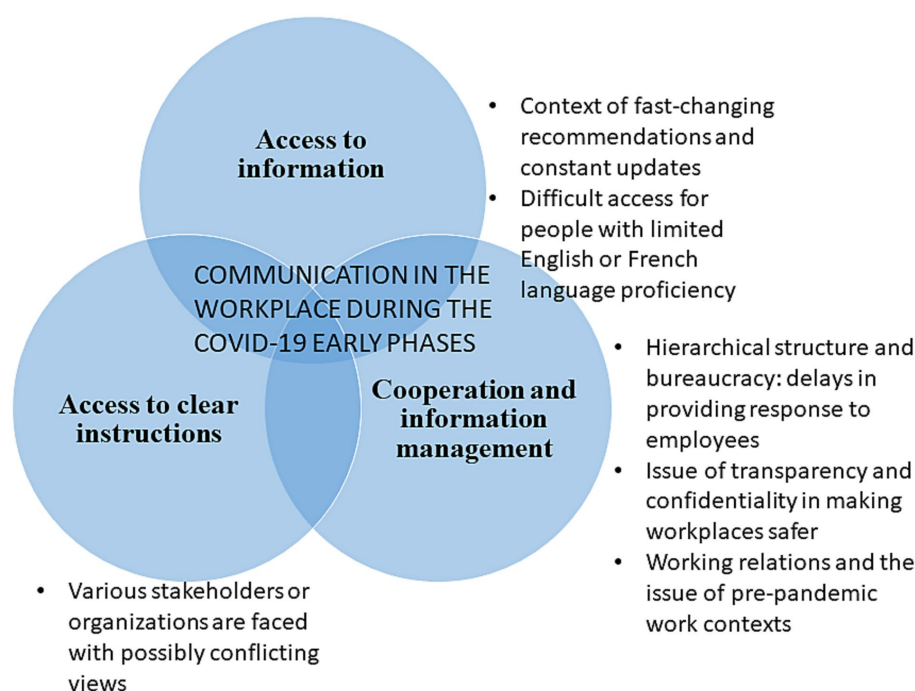 Access to
information
• Context of fast-changing
recommendations and
constant updates
• Difficult access for
people with limited
English or French
language proficiency
COMMUNICATION IN THE
WORKPLACE DURING THE
COVID-19 EARLY PHASES
Access to clear
instructions
Cooperation and
information
management
• Hierarchical structure and
bureaucracy: delays in
providing response to
employees
• Issue of transparency and
confidentiality in making
workplaces safer
• Working relations and the
issue of pre-pandemic
work contexts
• Various stakeholders or
organizations are faced
with possibly conflicting
views